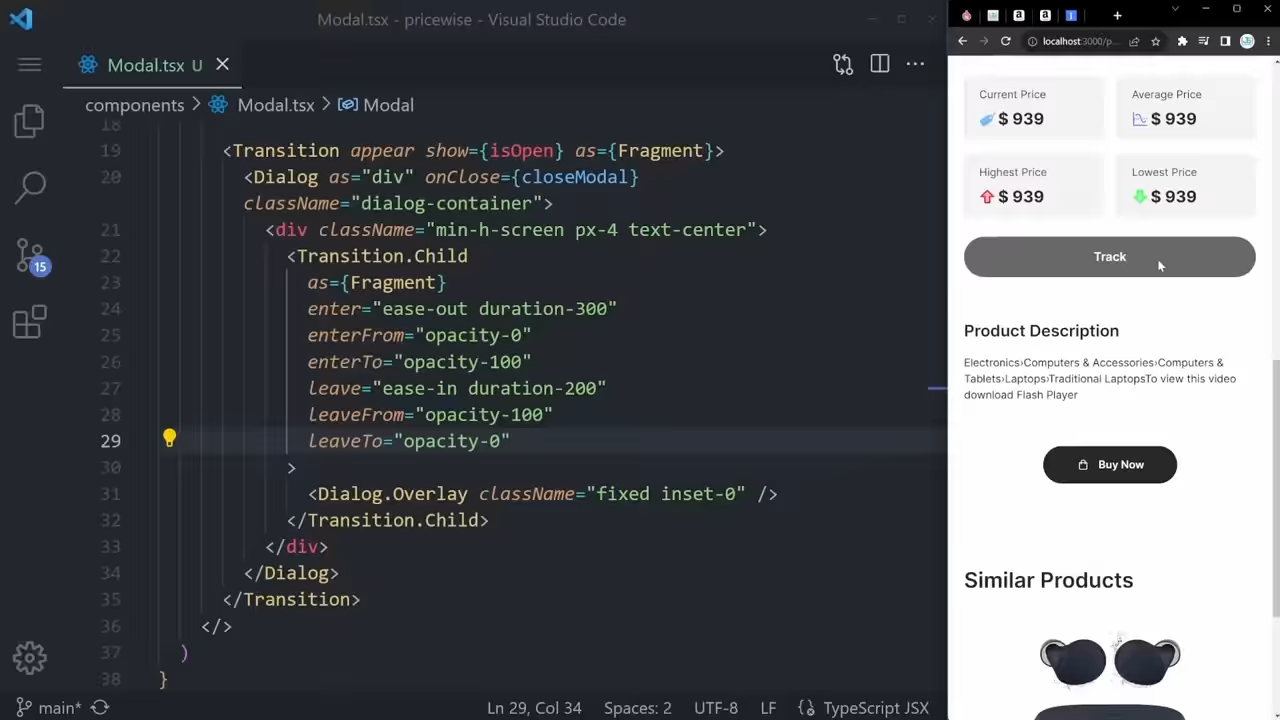 Modal.tsx - pricewise - Visual Studio Code
Modal.tsx U
components > Modal.tsx > Modal
18
19 <Transition appear show={isOpen} as={Fragment}>
20 <Dialog as="div" onClose={closeModal}
className="dialog-container">
21 <div className="min-h-screen px-4 text-center">
22 <Transition.Child
23 as={Fragment}
24 enter="ease-out duration-300"
25 enterFrom="opacity-0"
26 enterTo="opacity-100"
27 leave="ease-in duration-200"
28 leaveFrom="opacity-100"
29 leaveTo="opacity-0"
30 >
31 <Dialog.Overlay className="fixed inset-0" />
32 </Transition.Child>
33 </div>
34 </Dialog>
35 </Transition>
36 </>
37 )
38 }
15
main*
Ln 29, Col 34
Spaces: 2
UTF-8
LF
TypeScript JSX
localhost:3000/p...
Current Price
$ 939
Average Price
$ 939
Highest Price
$ 939
Lowest Price
$ 939
Track
Product Description
Electronics›Computers & Accessories›Computers &
Tablets›Laptops›Traditional LaptopsTo view this video
download Flash Player
Buy Now
Similar Products